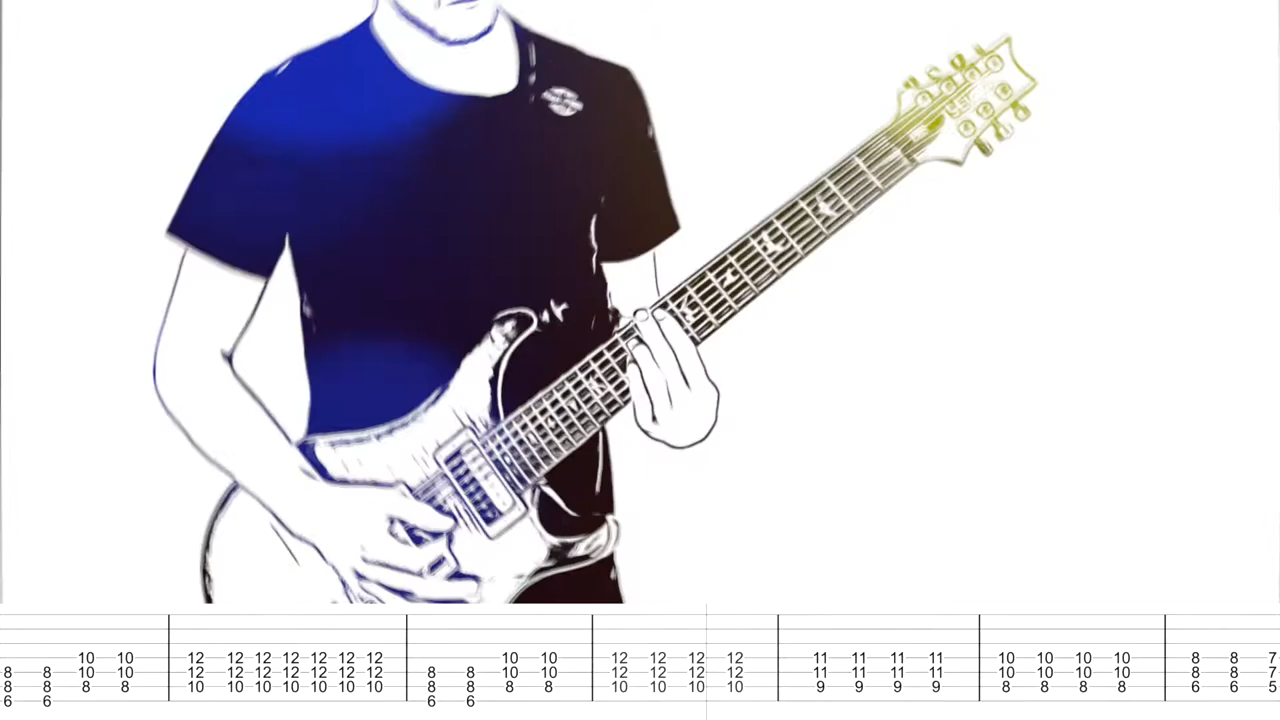 10 10 12 12 12 12 12 12 12 10 10 12 12 12 12 11 11 11 11 10 10 10 10 8 8 7
8 8 10 10 12 12 12 12 12 12 12 8 8 10 10 12 12 12 12 11 11 11 11 10 10 10 10 8 8 7
8 8 8 8 10 10 10 10 10 10 10 8 8 8 8 10 10 10 10 9 9 9 9 8 8 8 8 6 6 5
6 6 6 6